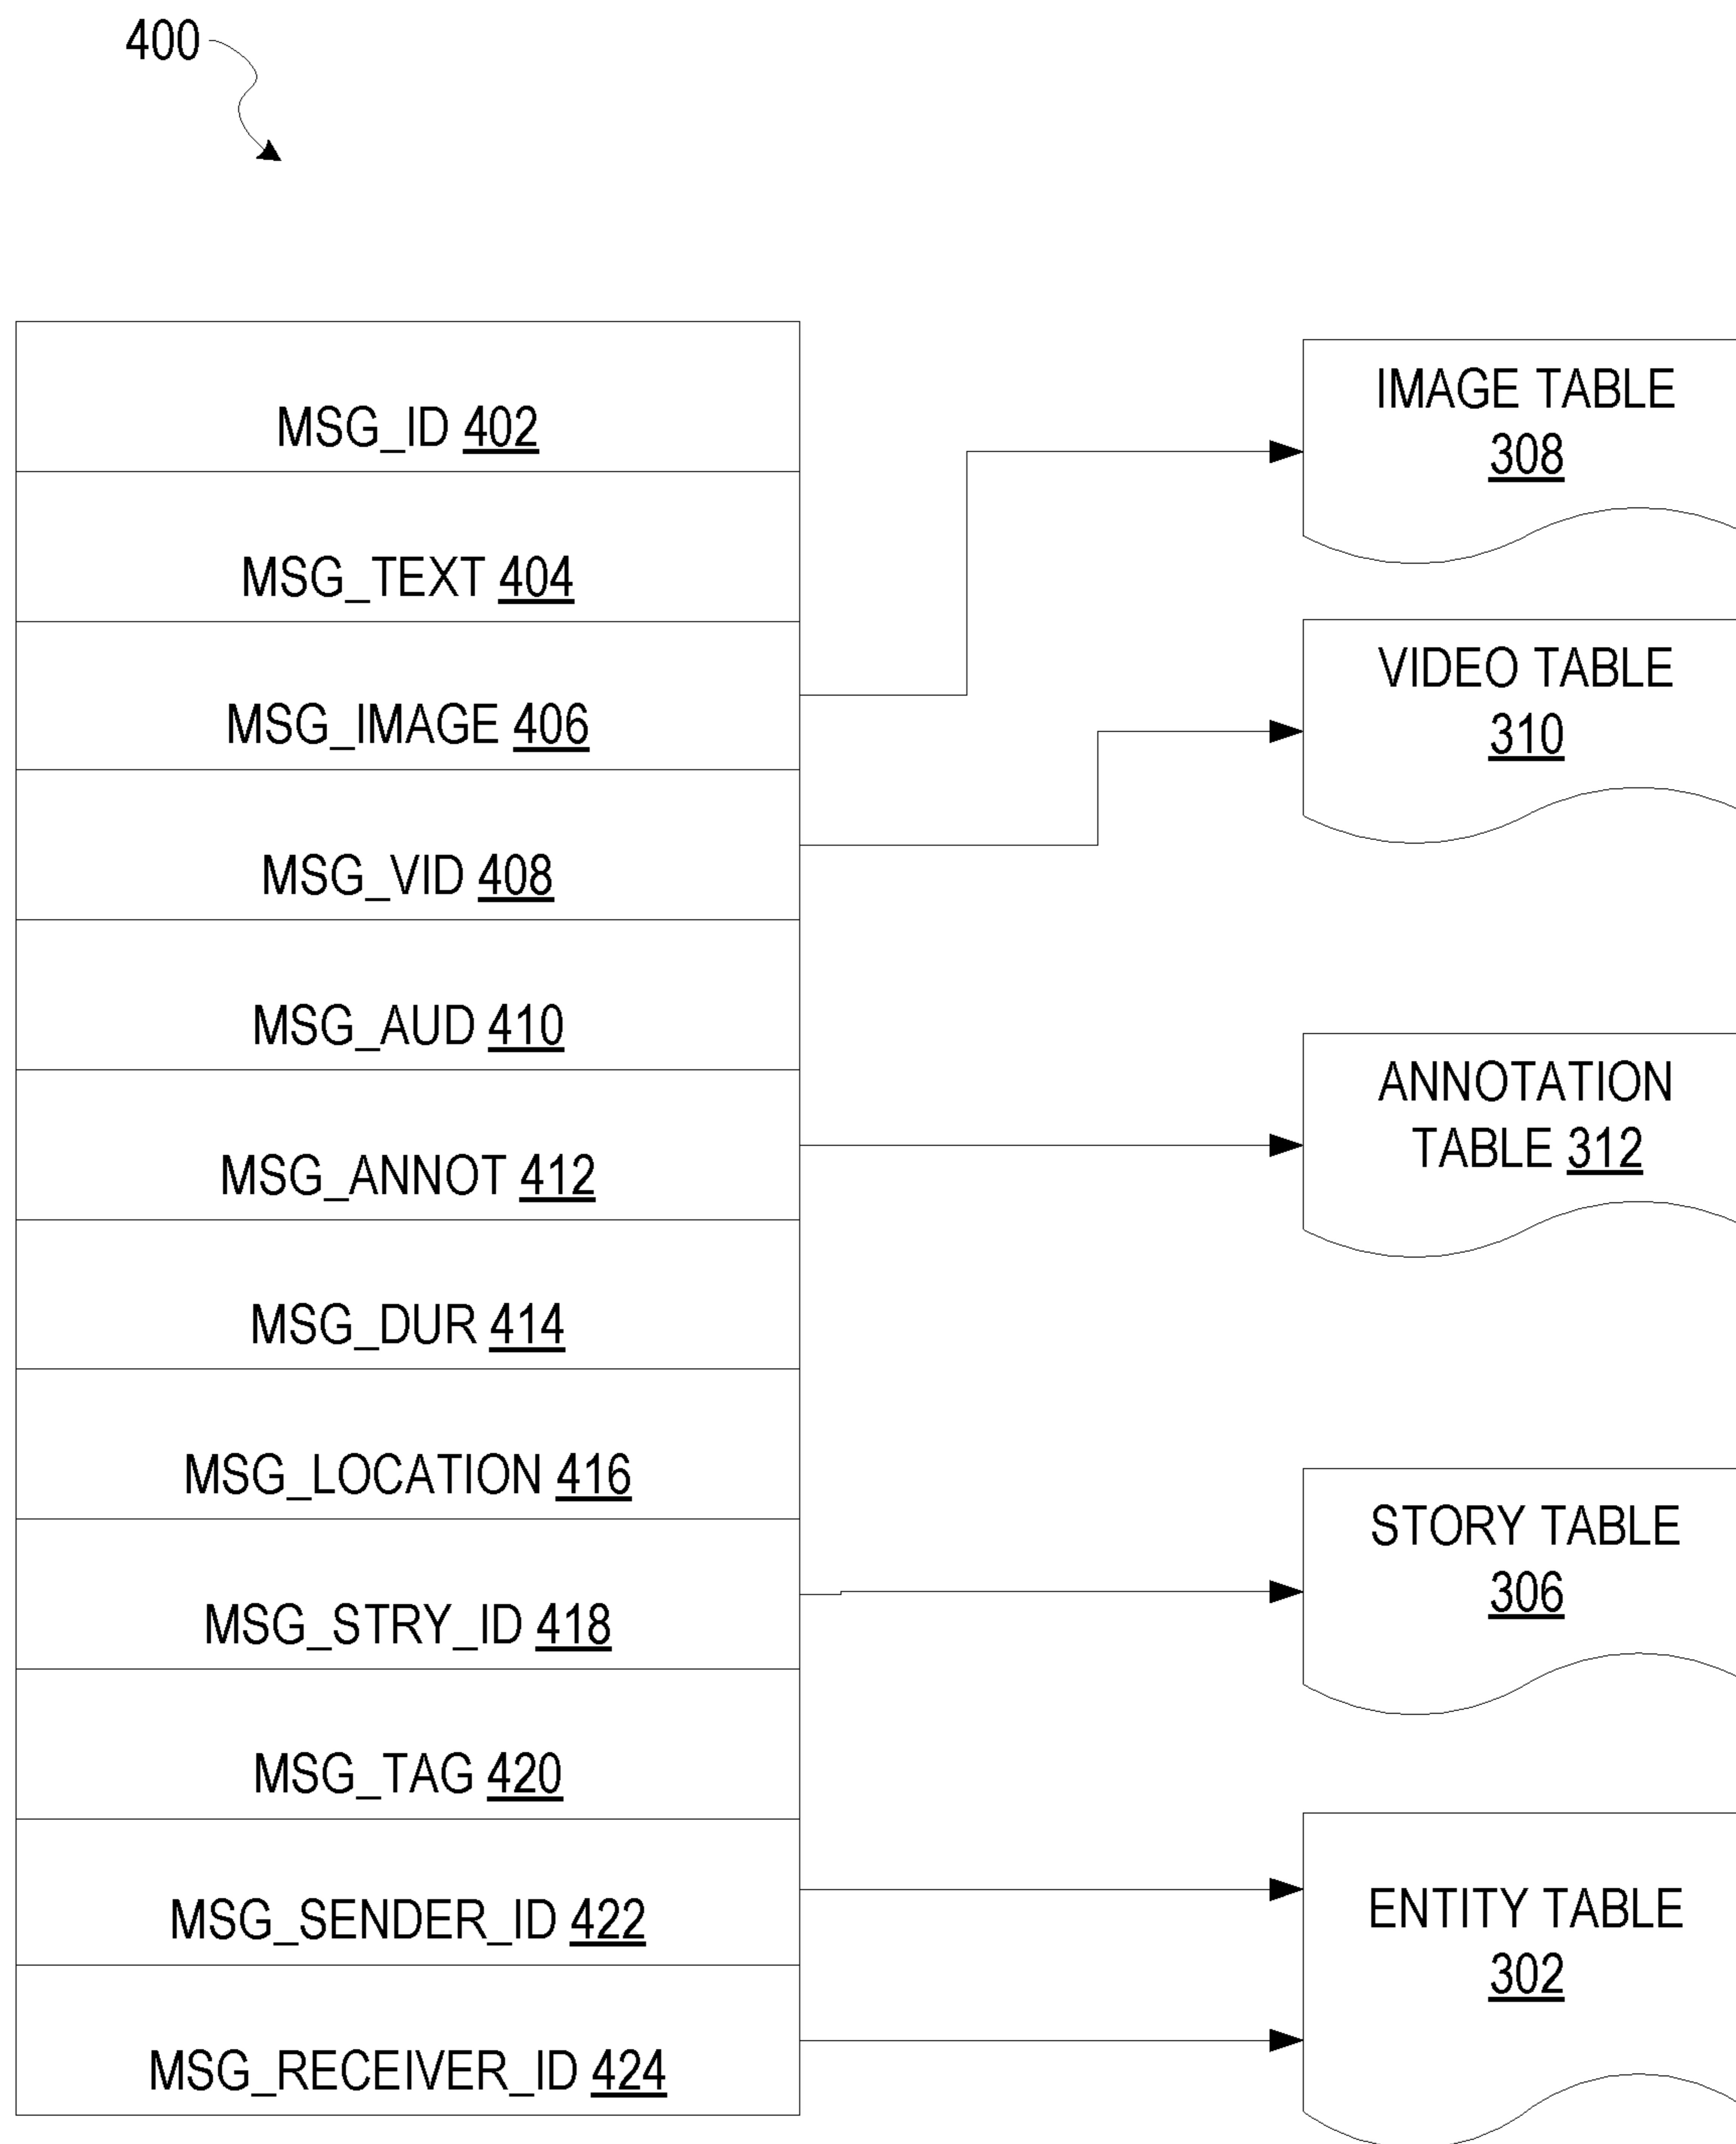 400
MSG_ID 402
MSG_TEXT 404
MSG_IMAGE 406
MSG_VID 408
MSG_AUD 410
MSG_ANNOT 412
MSG_DUR 414
MSG_LOCATION 416
MSG_STRY_ID 418
MSG_TAG 420
MSG_SENDER_ID 422
MSG_RECEIVER_ID 424
IMAGE TABLE
308
VIDEO TABLE
310
ANNOTATION
TABLE 312
STORY TABLE
306
ENTITY TABLE
302